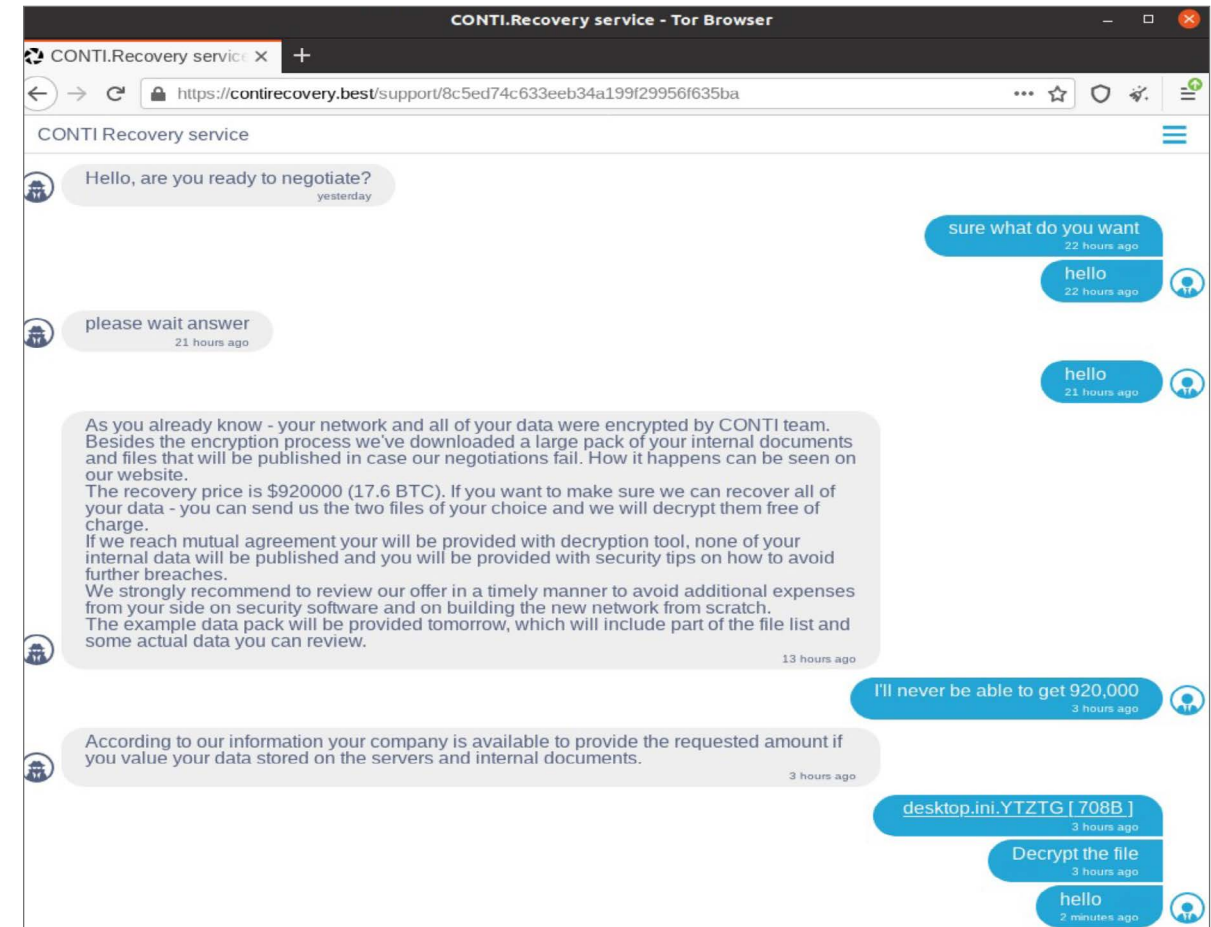 CONTI.Recovery service - Tor Browser
CONTI.Recovery service
https://contirecovery.best/support/8c5ed74c633eeb34a199f29956f635ba
CONTI Recovery service
Hello, are you ready to negotiate?
yesterday
sure what do you want
22 hours ago
hello
22 hours ago
please wait answer
21 hours ago
hello
21 hours ago
As you already know - your network and all of your data were encrypted by CONTI team.
Besides the encryption process we've downloaded a large pack of your internal documents
and files that will be published in case our negotiations fail. How it happens can be seen on
our website.
The recovery price is $920000 (17.6 BTC). If you want to make sure we can recover all of
your data - you can send us the two files of your choice and we will decrypt them free of
charge.
If we reach mutual agreement your will be provided with decryption tool, none of your
internal data will be published and you will be provided with security tips on how to avoid
further breaches.
We strongly recommend to review our offer in a timely manner to avoid additional expenses
from your side on security software and on building the new network from scratch.
The example data pack will be provided tomorrow, which will include part of the file list and
some actual data you can review.
13 hours ago
I'll never be able to get 920,000
3 hours ago
According to our information your company is available to provide the requested amount if
you value your data stored on the servers and internal documents.
3 hours ago
desktop.ini.YTZTG [ 708B ]
3 hours ago
Decrypt the file
3 hours ago
hello
2 minutes ago